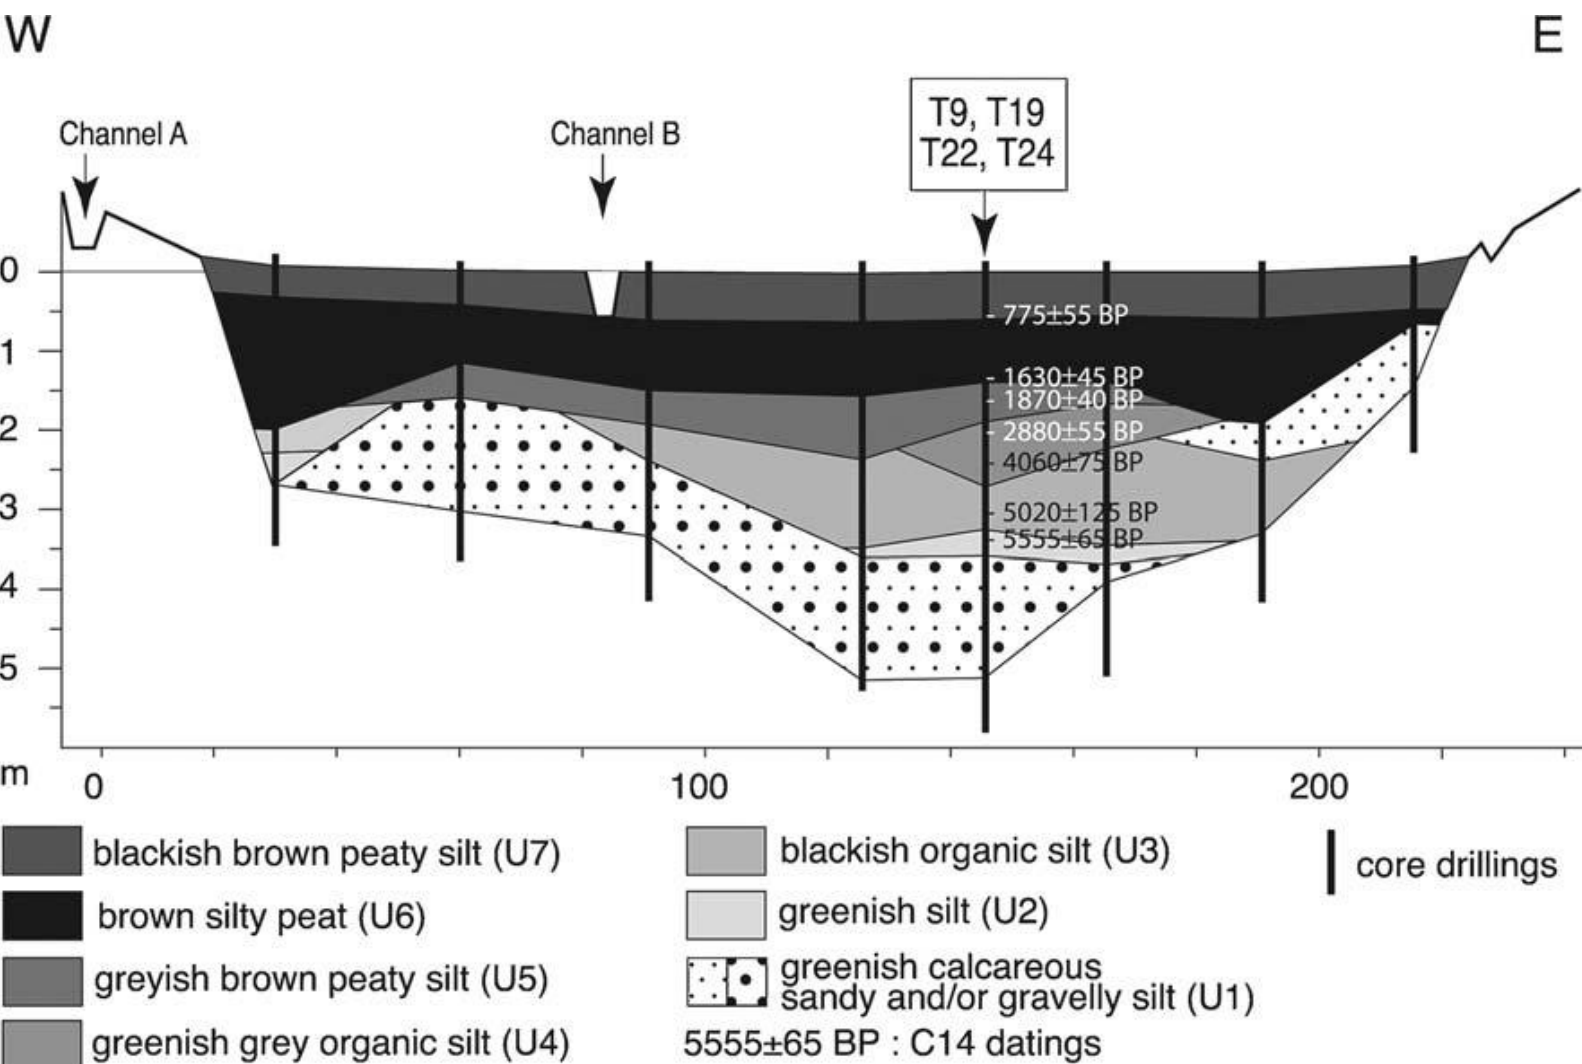 W
E
T9, T19
T22, T24
Channel A
Channel B
0
1
2
3
4
5
m
775±55 BP
1630±45 BP
1870±40 BP
2880±55 BP
4060±75 BP
5020±125 BP
5555±65 BP
0
100
200
blackish brown peaty silt (U7)
brown silty peat (U6)
greyish brown peaty silt (U5)
greenish grey organic silt (U4)
blackish organic silt (U3)
greenish silt (U2)
greenish calcareous
sandy and/or gravelly silt (U1)
5555±65 BP : C14 datings
core drillings